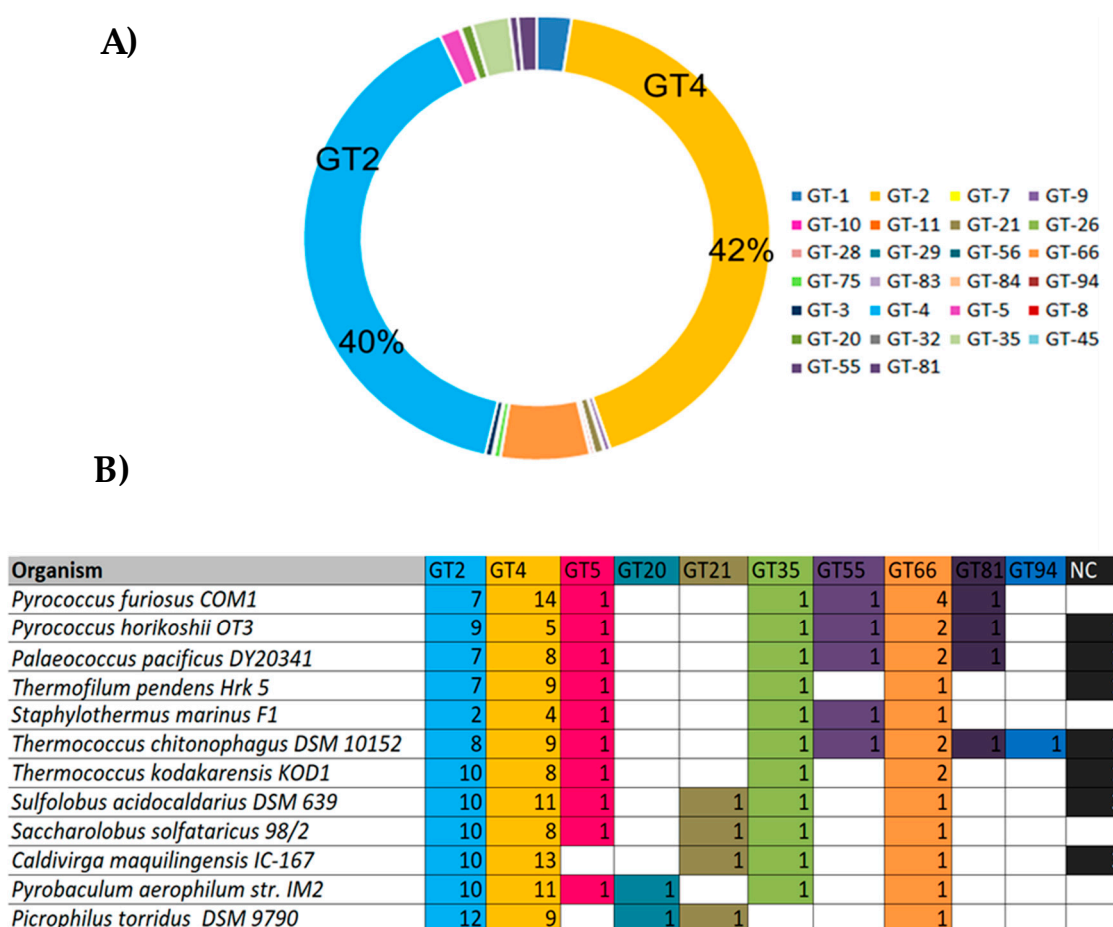 A)
GT4
GT2
42%
40%
GT-1 GT-2 GT-7 GT-9
GT-10 GT-11 GT-21 GT-26
GT-28 GT-29 GT-56 GT-66
GT-75 GT-83 GT-84 GT-94
GT-3 GT-4 GT-5 GT-8
GT-20 GT-32 GT-35 GT-45
GT-55 GT-81
B)
Organism GT2 GT4 GT5 GT20 GT21 GT35 GT55 GT66 GT81 GT94 NC
Pyrococcus furiosus COM1 7 14 1 1 1 4 1
Pyrococcus horikoshii OT3 9 5 1 1 1 2 1
Palaeococcus pacificus DY20341 7 8 1 1 1 2 1
Thermofilum pendens Hrk 5 7 9 1 1 1
Staphylothermus marinus F1 2 4 1 1 1 1
Thermococcus chitonophagus DSM 10152 8 9 1 1 1 2 1 1
Thermococcus kodakarensis KOD1 10 8 1 1 2
Sulfolobus acidocaldarius DSM 639 10 11 1 1 1 1
Saccharolobus solfataricus 98/2 10 8 1 1 1 1
Caldivirga maquilingensis IC-167 10 13 1 1 1
Pyrobaculum aerophilum str. IM2 10 11 1 1 1 1
Picrophilus torridus DSM 9790 12 9 1 1 1